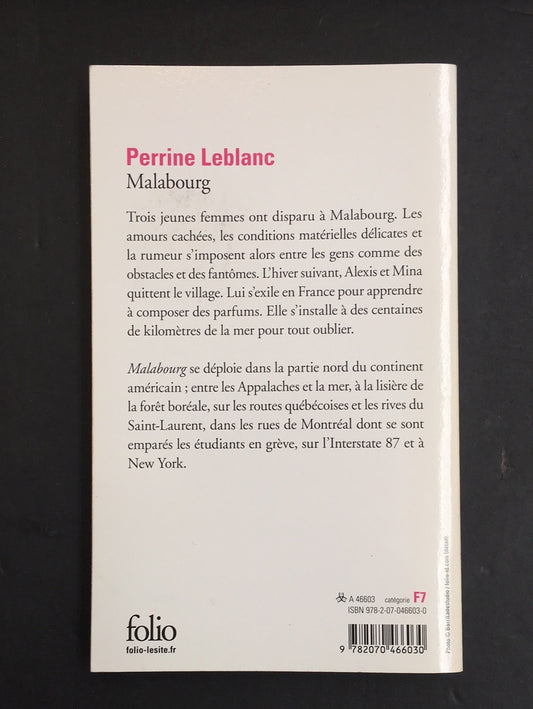 Perrine Leblanc
Malabourg
Trois jeunes femmes ont disparu à Malabourg. Les
amours cachées, les conditions matérielles délicates et
la rumeur s’imposent alors entre les gens comme des
obstacles et des fantômes. L’hiver suivant, Alexis et Mina
quittent le village. Lui s’exile en France pour apprendre
à composer des parfums. Elle s’installe à des centaines
de kilomètres de la mer pour tout oublier.
Malabourg se déploie dans la partie nord du continent
américain ; entre les Appalaches et la mer, à la lisière de
la forêt boréale, sur les routes québécoises et les rives du
Saint-Laurent, dans les rues de Montréal dont se sont
emparés les étudiants en grève, sur l’Interstate 87 et à
New York.
A 46603 catégorie F7
ISBN 978-2-07-046603-0
folio
folio-lesite.fr
9 782070 466030
Photo ©